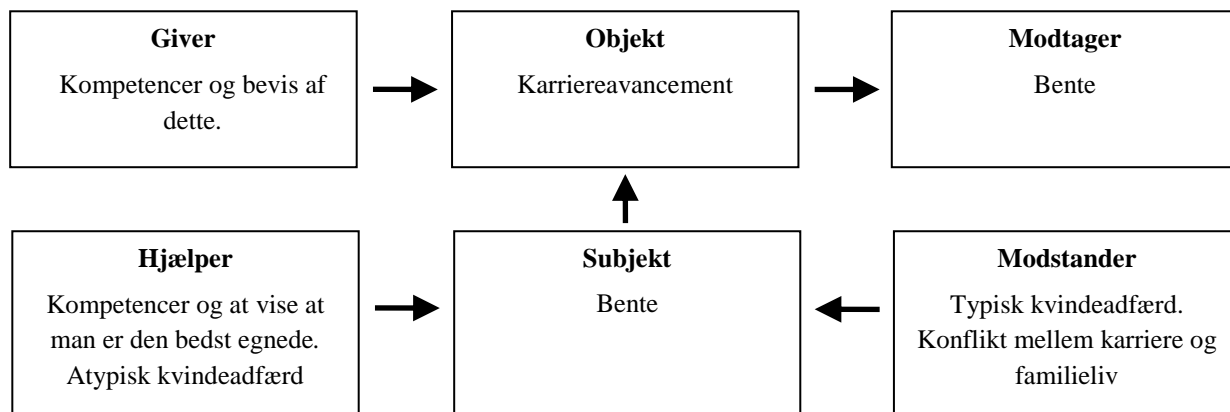 Giver
Kompetencer og bevis af
dette.
Objekt
Karriereavancement
Modtager
Bente
Hjælper
Kompetencer og at vise at
man er den bedst egnede.
Atypisk kvindeadfærd
Subjekt
Bente
Modstander
Typisk kvindeadfærd.
Konflikt mellem karriere og
familieliv